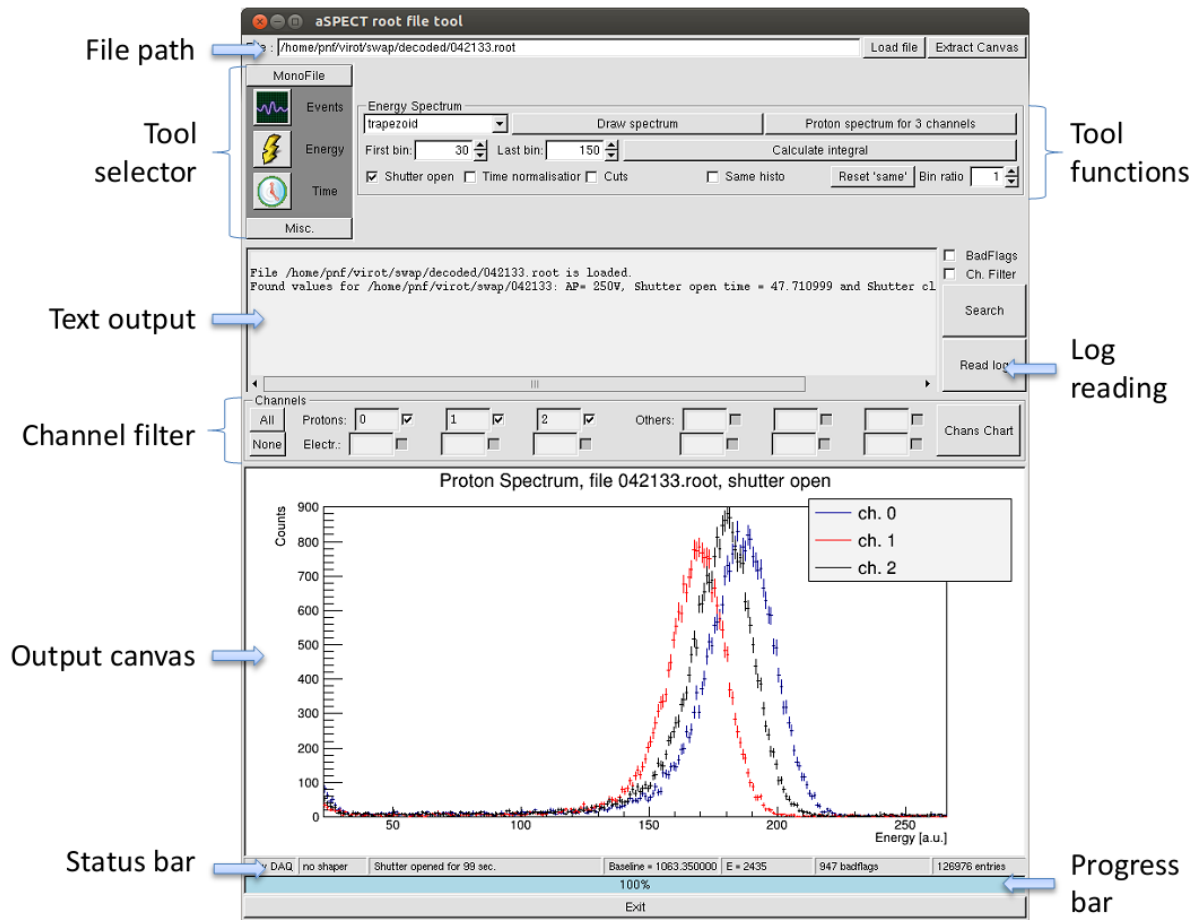 aSPECT root file tool
File path
/home/pnf/virot/swap/decoded/042133.root
Load file
Extract Canvas
MonoFile
Events
Energy
Time
Misc.
Tool
selector
Energy Spectrum
trapezoid
Draw spectrum
Proton spectrum for 3 channels
First bin: 30
Last bin: 150
Calculate integral
Shutter open
Time normalisation
Cuts
Same histo
Reset 'same'
Bin ratio 1
Tool
functions
File /home/pnf/virot/swap/decoded/042133.root is loaded.
Found values for /home/pnf/virot/swap/042133: AP= 250V, Shutter open time = 47.710999 and Shutter cl
BadFlags
Ch. Filter
Search
Read log
Text output
Log
reading
Channel filter
Channels
All
Protons: 0 1 2
Others:
None
Electr.:
Chans Chart
Output canvas
Proton Spectrum, file 042133.root, shutter open
Counts
900
800
700
600
500
400
300
200
100
0
ch. 0
ch. 1
ch. 2
50 100 150 200 250
Energy [a.u.]
Status bar
DAQ
no shaper
Shutter opened for 99 sec.
Baseline = 1063.350000
E = 2435
947 badflags
126976 entries
100%
Progress
bar
Exit